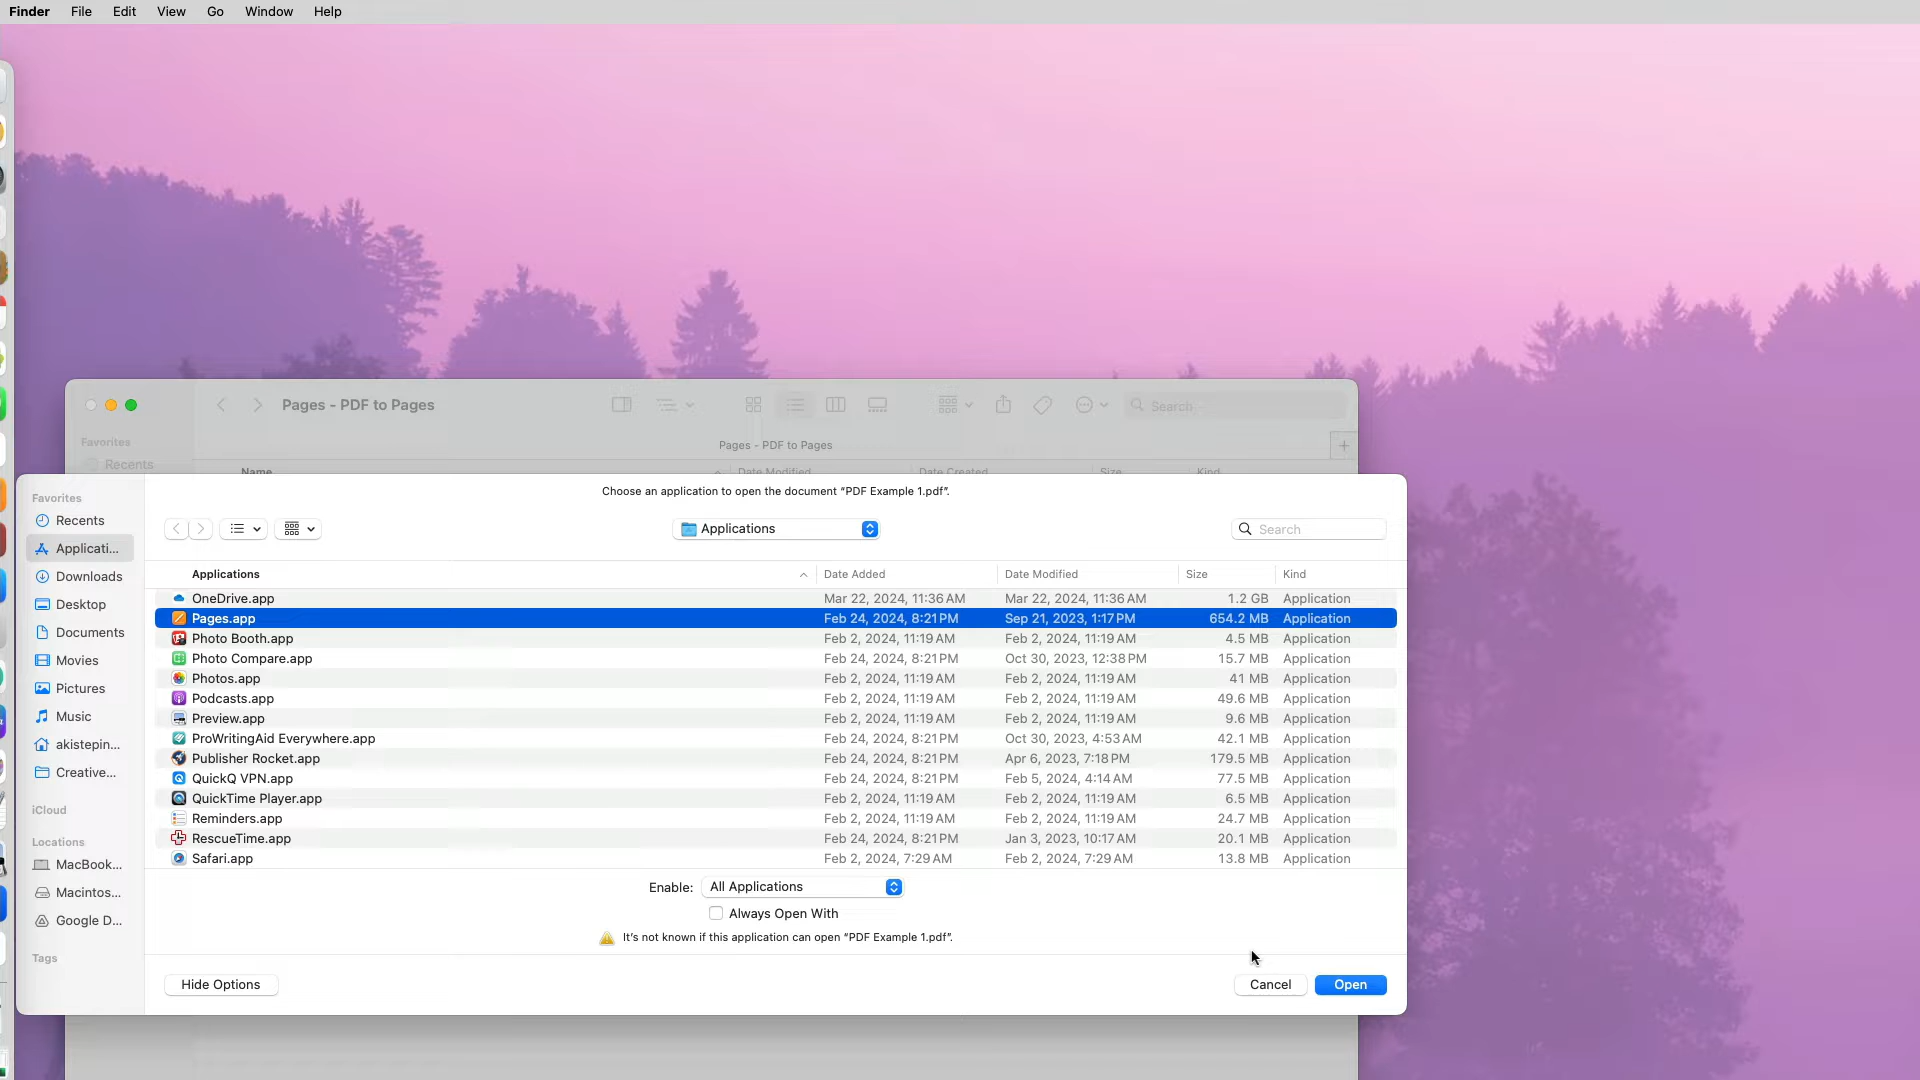 Finder File Edit View Go Window Help
Pages - PDF to Pages
Search
Favorites
Pages - PDF to Pages
Recents
Name Date Modified Date Created Size Kind
Choose an application to open the document “PDF Example 1.pdf”.
Favorites
Recents
Applicati...
Downloads
Desktop
Documents
Movies
Pictures
Music
akistepin...
Creative...
iCloud
Locations
MacBook...
Macintos...
Google D...
Tags
Applications
Search
Applications Date Added Date Modified Size Kind
OneDrive.app Mar 22, 2024, 11:36 AM Mar 22, 2024, 11:36 AM 1.2 GB Application
Pages.app Feb 24, 2024, 8:21 PM Sep 21, 2023, 1:17 PM 654.2 MB Application
Photo Booth.app Feb 2, 2024, 11:19 AM Feb 2, 2024, 11:19 AM 4.5 MB Application
Photo Compare.app Feb 24, 2024, 8:21 PM Oct 30, 2023, 12:38 PM 15.7 MB Application
Photos.app Feb 2, 2024, 11:19 AM Feb 2, 2024, 11:19 AM 41 MB Application
Podcasts.app Feb 2, 2024, 11:19 AM Feb 2, 2024, 11:19 AM 49.6 MB Application
Preview.app Feb 2, 2024, 11:19 AM Feb 2, 2024, 11:19 AM 9.6 MB Application
ProWritingAid Everywhere.app Feb 24, 2024, 8:21 PM Oct 30, 2023, 4:53 AM 42.1 MB Application
Publisher Rocket.app Feb 24, 2024, 8:21 PM Apr 6, 2023, 7:18 PM 179.5 MB Application
QuickQ VPN.app Feb 24, 2024, 8:21 PM Feb 5, 2024, 4:14 AM 77.5 MB Application
QuickTime Player.app Feb 2, 2024, 11:19 AM Feb 2, 2024, 11:19 AM 6.5 MB Application
Reminders.app Feb 2, 2024, 11:19 AM Feb 2, 2024, 11:19 AM 24.7 MB Application
RescueTime.app Feb 24, 2024, 8:21 PM Jan 3, 2023, 10:17 AM 20.1 MB Application
Safari.app Feb 2, 2024, 7:29 AM Feb 2, 2024, 7:29 AM 13.8 MB Application
Enable: All Applications
Always Open With
It’s not known if this application can open “PDF Example 1.pdf”.
Hide Options
Cancel
Open